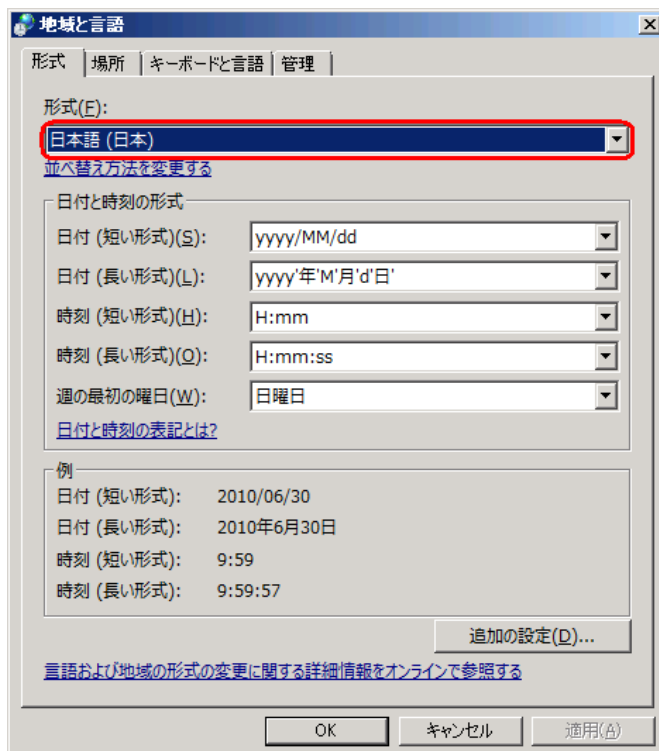 地域と言語
形式 場所 キーボードと言語 管理
形式(F):
日本語 (日本)
並べ替え方法を変更する
日付と時刻の形式
日付 (短い形式)(S): yyyy/MM/dd
日付 (長い形式)(L): yyyy'年'M'月'd'日'
時刻 (短い形式)(H): H:mm
時刻 (長い形式)(O): H:mm:ss
週の最初の曜日(W): 日曜日
日付と時刻の表記とは?
例
日付 (短い形式): 2010/06/30
日付 (長い形式): 2010年6月30日
時刻 (短い形式): 9:59
時刻 (長い形式): 9:59:57
追加の設定(D)...
言語および地域の形式の変更に関する詳細情報をオンラインで参照する
OK キャンセル 適用(A)